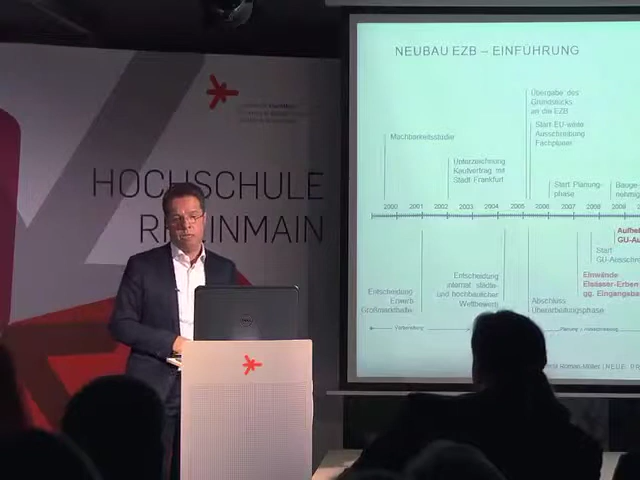 HOCHSCHULE
RHEINMAIN
NEUBAU EZB – EINFÜHRUNG
Übergabe des
Grundstücks
an die EZB
Start EU-weite
Ausschreibung
Fachplaner
Machbarkeitsstudie
Unterzeichnung
Kaufvertrag mit
Stadt Frankfurt
Start Planungs-
phase
2000 2001 2002 2003 2004 2005 2006 2007 2008 2009
Start
GU-Ausschre
Einwände
Elsässer-Erben
gg. Eingangsba
Entscheidung
Erwerb
Großmarkthalle
Entscheidung
internat. städte-
und hochbaulicher
Wettbewerb
Abschluss
Überarbeitungsphase